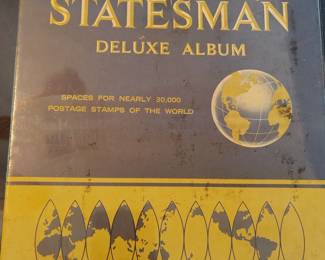 STATESMAN
DELUXE ALBUM
SPACES FOR NEARLY 30,000
POSTAGE STAMPS OF THE WORLD